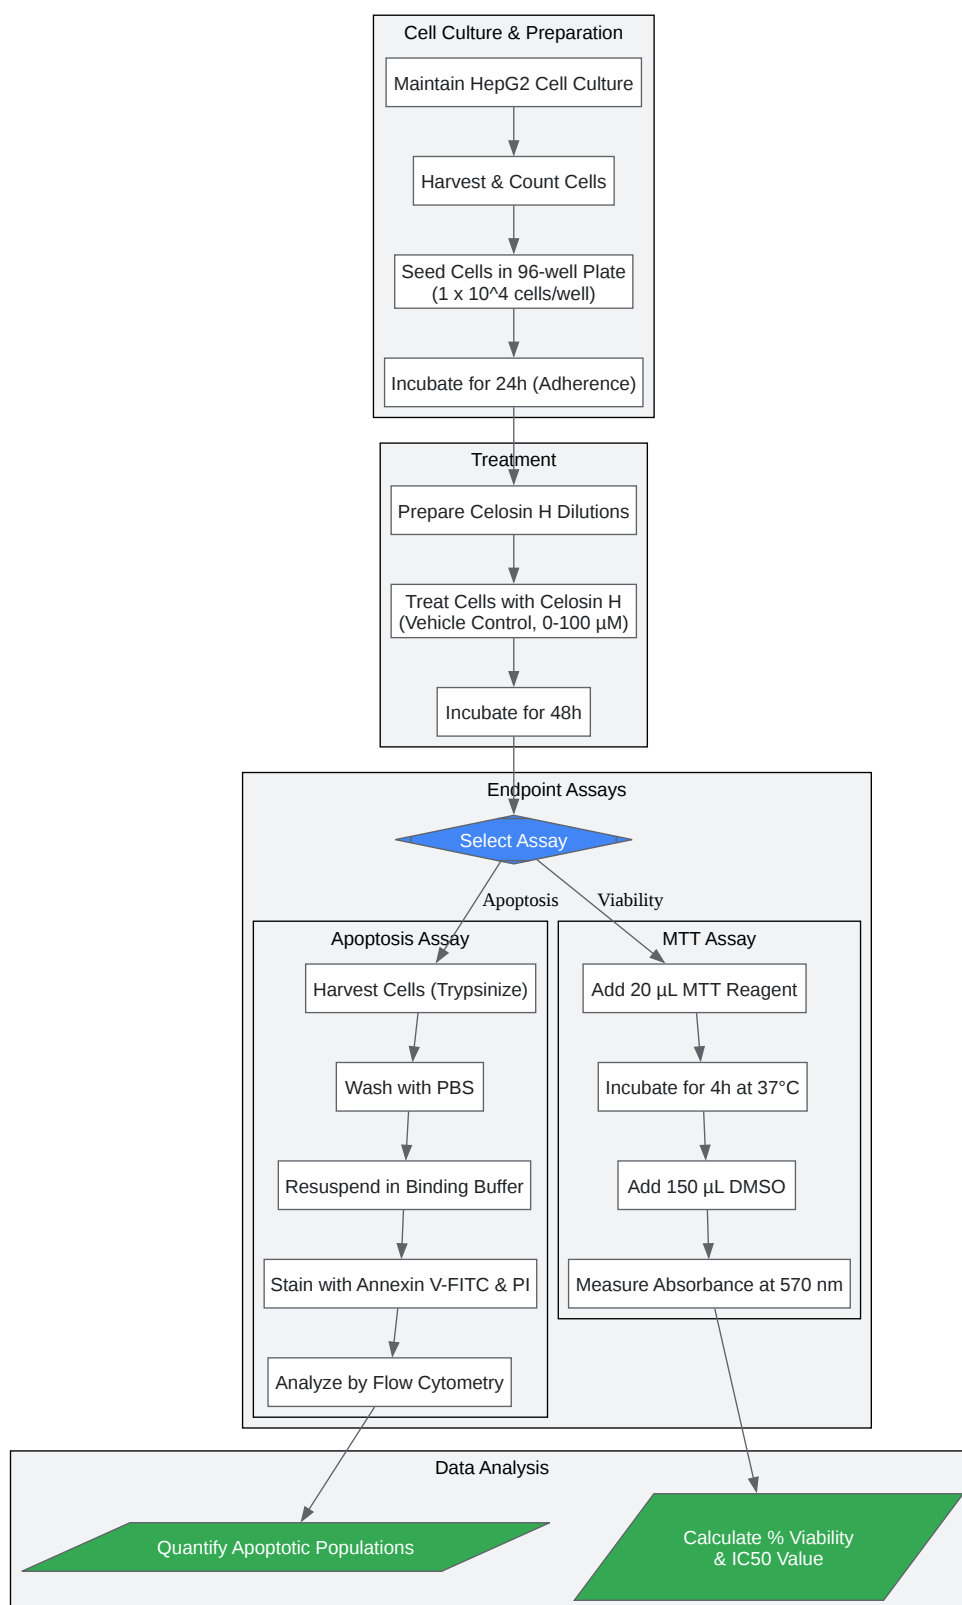 Cell Culture & Preparation
Maintain HepG2 Cell Culture
Harvest & Count Cells
Seed Cells in 96-well Plate
(1 x 10^4 cells/well)
Incubate for 24h (Adherence)
Treatment
Prepare Celosin H Dilutions
Treat Cells with Celosin H
(Vehicle Control, 0-100 µM)
Incubate for 48h
Endpoint Assays
Select Assay
Apoptosis
Viability
Apoptosis Assay
Harvest Cells (Trypsinize)
Wash with PBS
Resuspend in Binding Buffer
Stain with Annexin V-FITC & PI
Analyze by Flow Cytometry
MTT Assay
Add 20 µL MTT Reagent
Incubate for 4h at 37°C
Add 150 µL DMSO
Measure Absorbance at 570 nm
Data Analysis
Quantify Apoptotic Populations
Calculate % Viability
& IC50 Value